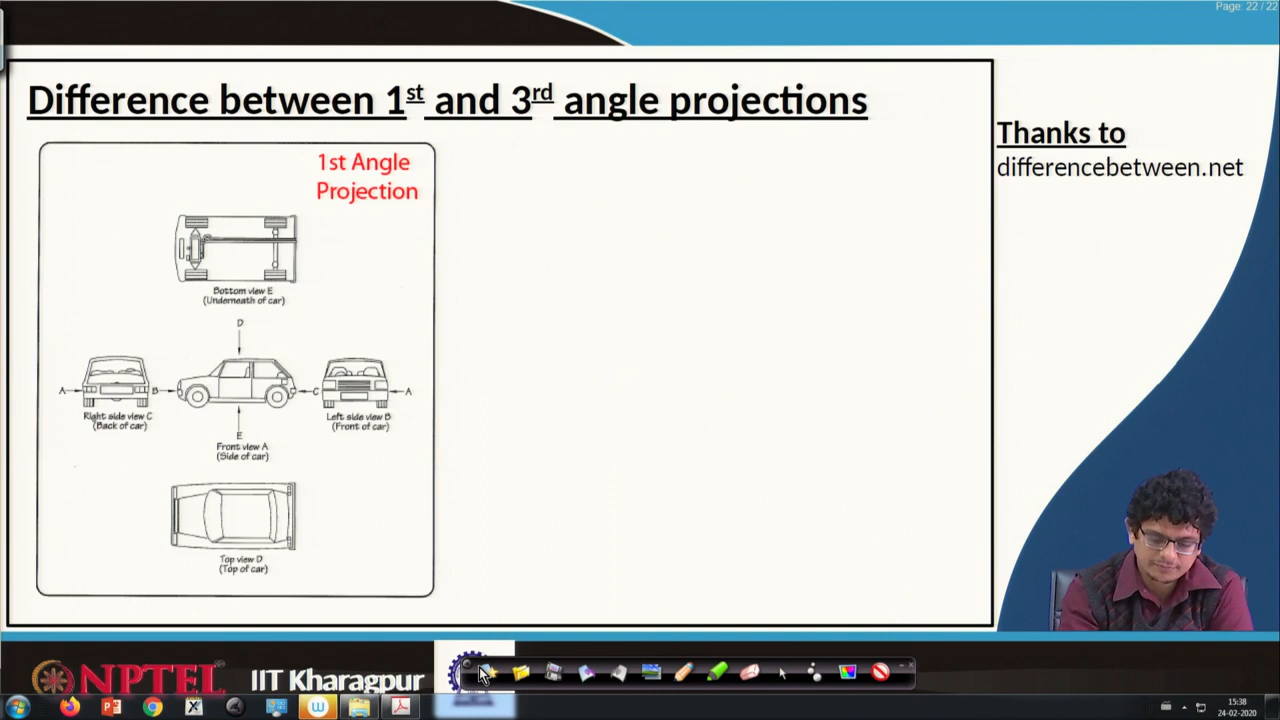 Page: 22 / 22
Difference between 1st and 3rd angle projections
Thanks to
differencebetween.net
1st Angle
Projection
Bottom view E
(Underneath of car)
D
A
B
C
A
Right side view C
(Back of car)
Left side view B
(Front of car)
E
Front view A
(Side of car)
Top view D
(Top of car)
NPTEL
IIT Kharagpur
15:38
24-02-2020